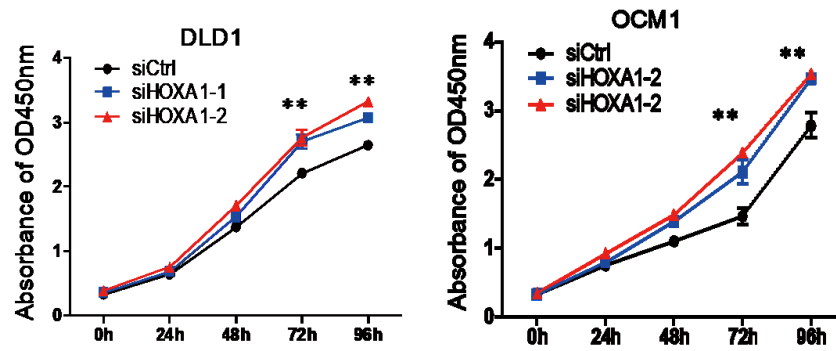 DLD1
Absorbance of OD450nm
4
3
2
1
0
siCtrl
siHOXA1-1
siHOXA1-2
**
**
0h 24h 48h 72h 96h
OCM1
Absorbance of OD450nm
4
3
2
1
0
siCtrl
siHOXA1-2
siHOXA1-2
**
**
0h 24h 48h 72h 96h